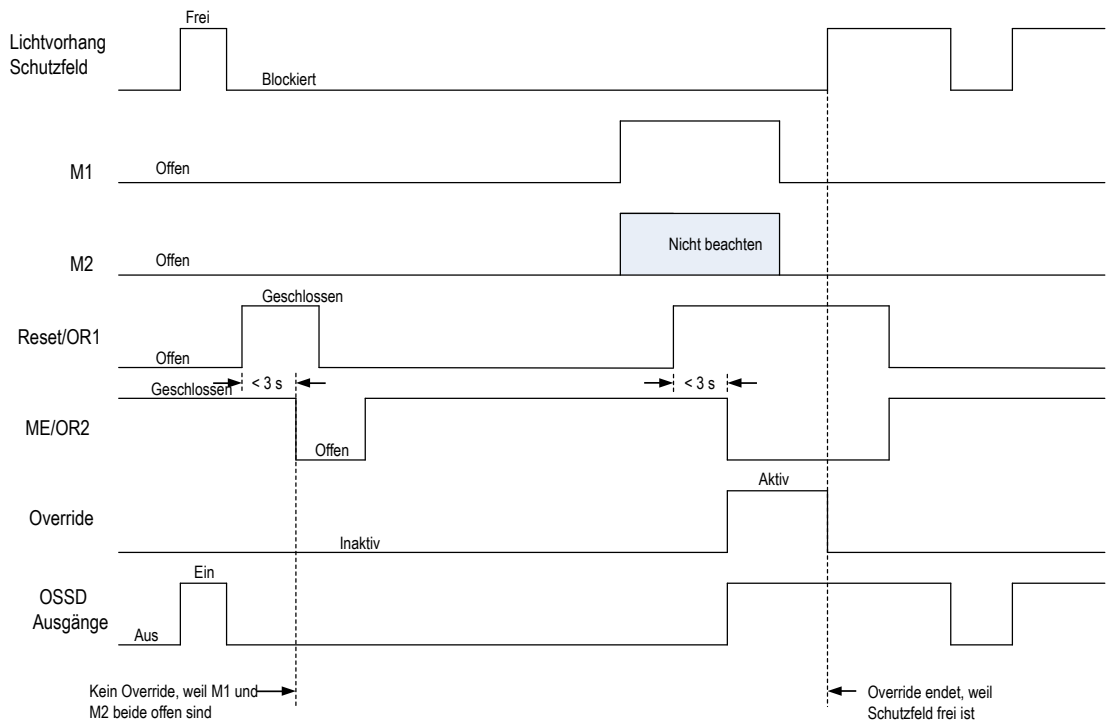 Frei
Lichtvorhang
Schutzfeld
Blockiert
Offen
M1
Nicht beachten
M2
Offen
Geschlossen
Reset/OR1
Offen
< 3 s
< 3 s
Geschlossen
ME/OR2
Offen
Aktiv
Override
Inaktiv
Ein
OSSD
Ausgänge
Aus
Kein Override, weil M1 und
M2 beide offen sind
Override endet, weil
Schutzfeld frei ist